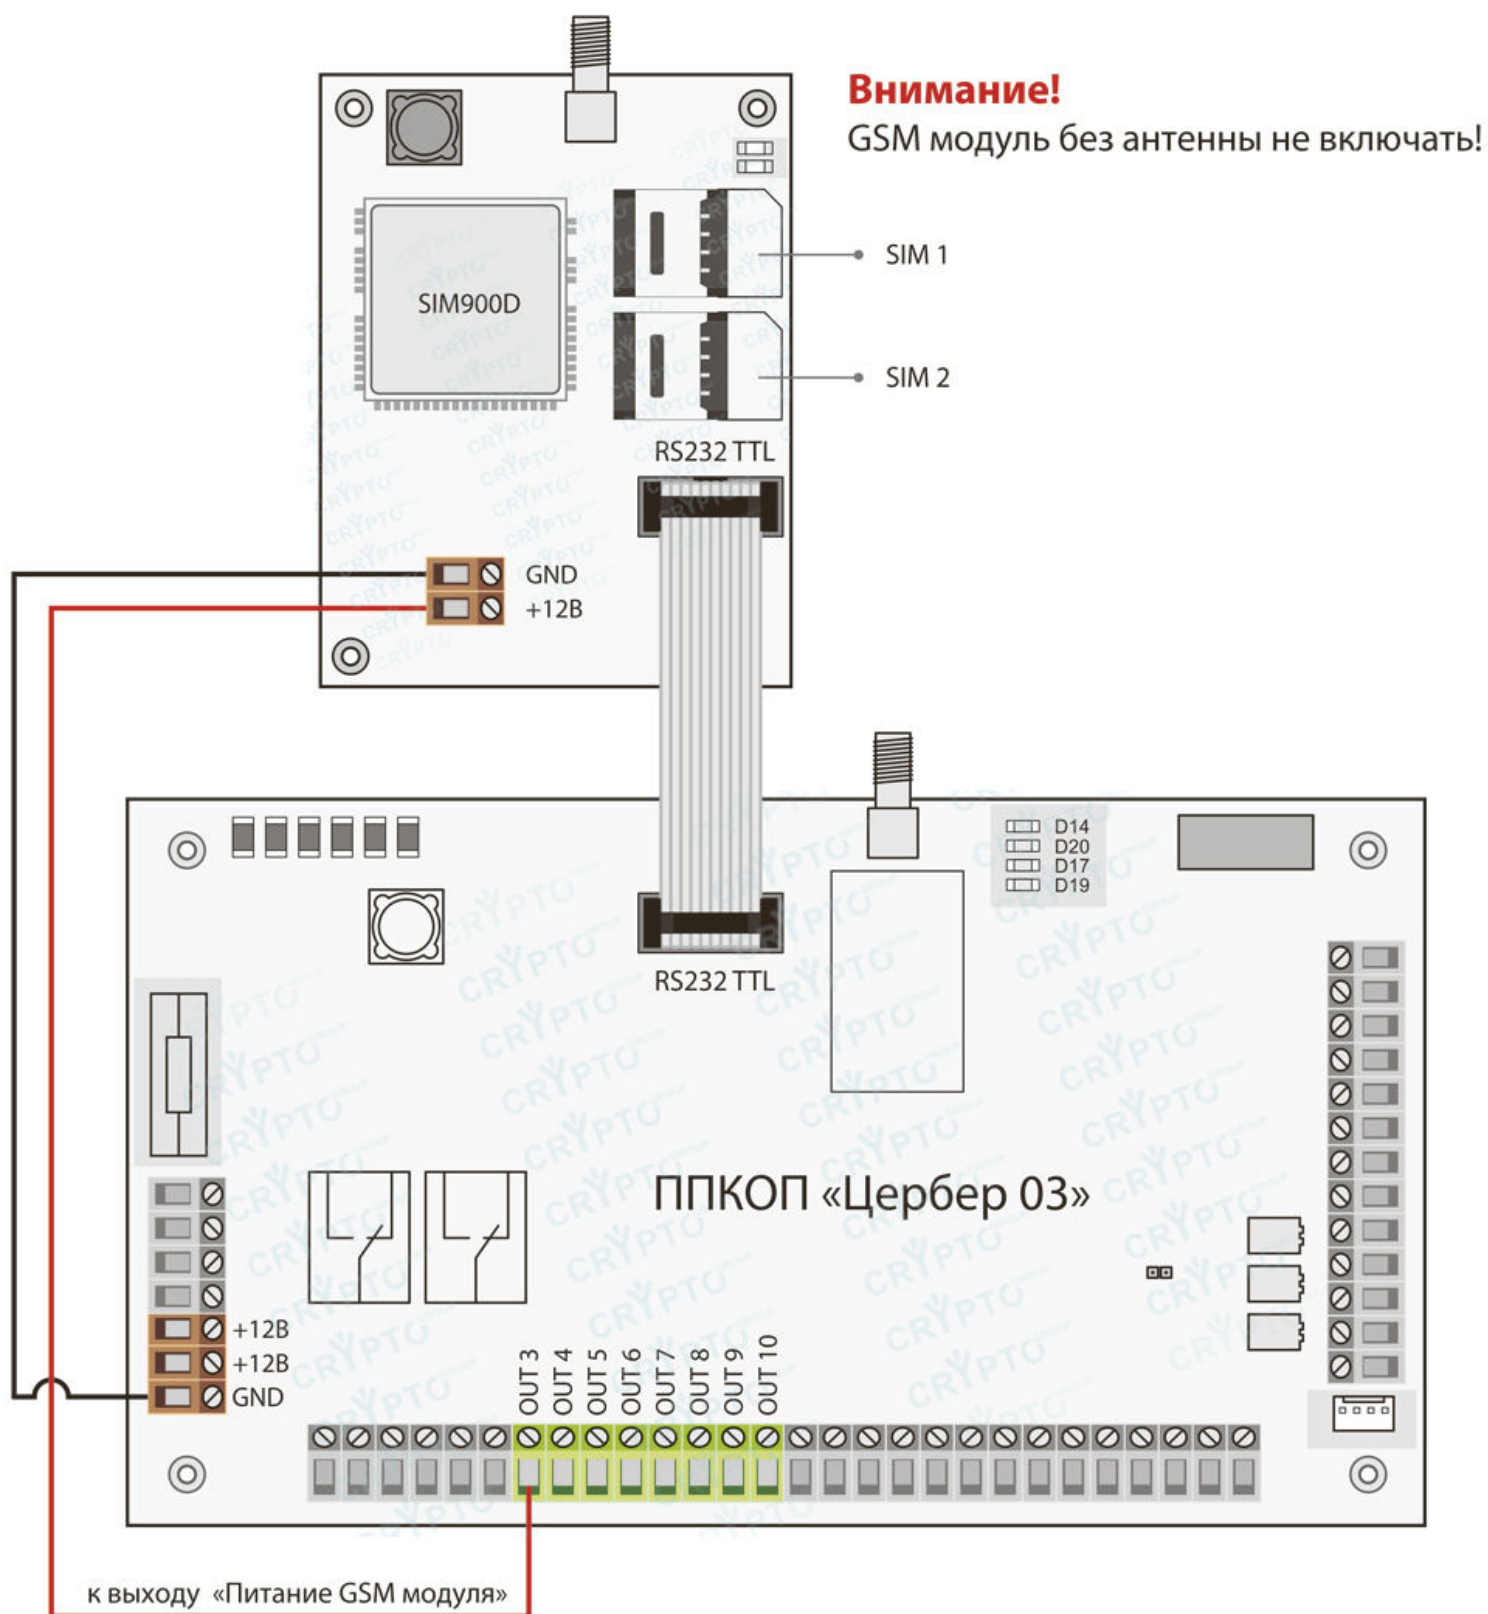 Внимание!
GSM модуль без антенны не включать!
SIM 1
SIM900D
SIM 2
RS232 TTL
GND
+12В
D14
D20
D17
D19
RS232 TTL
ППКОП «Цербер 03»
+12В
+12В
GND
OUT 3
OUT 4
OUT 5
OUT 6
OUT 7
OUT 8
OUT 9
OUT 10
к выходу «Питание GSM модуля»
CRYPTO